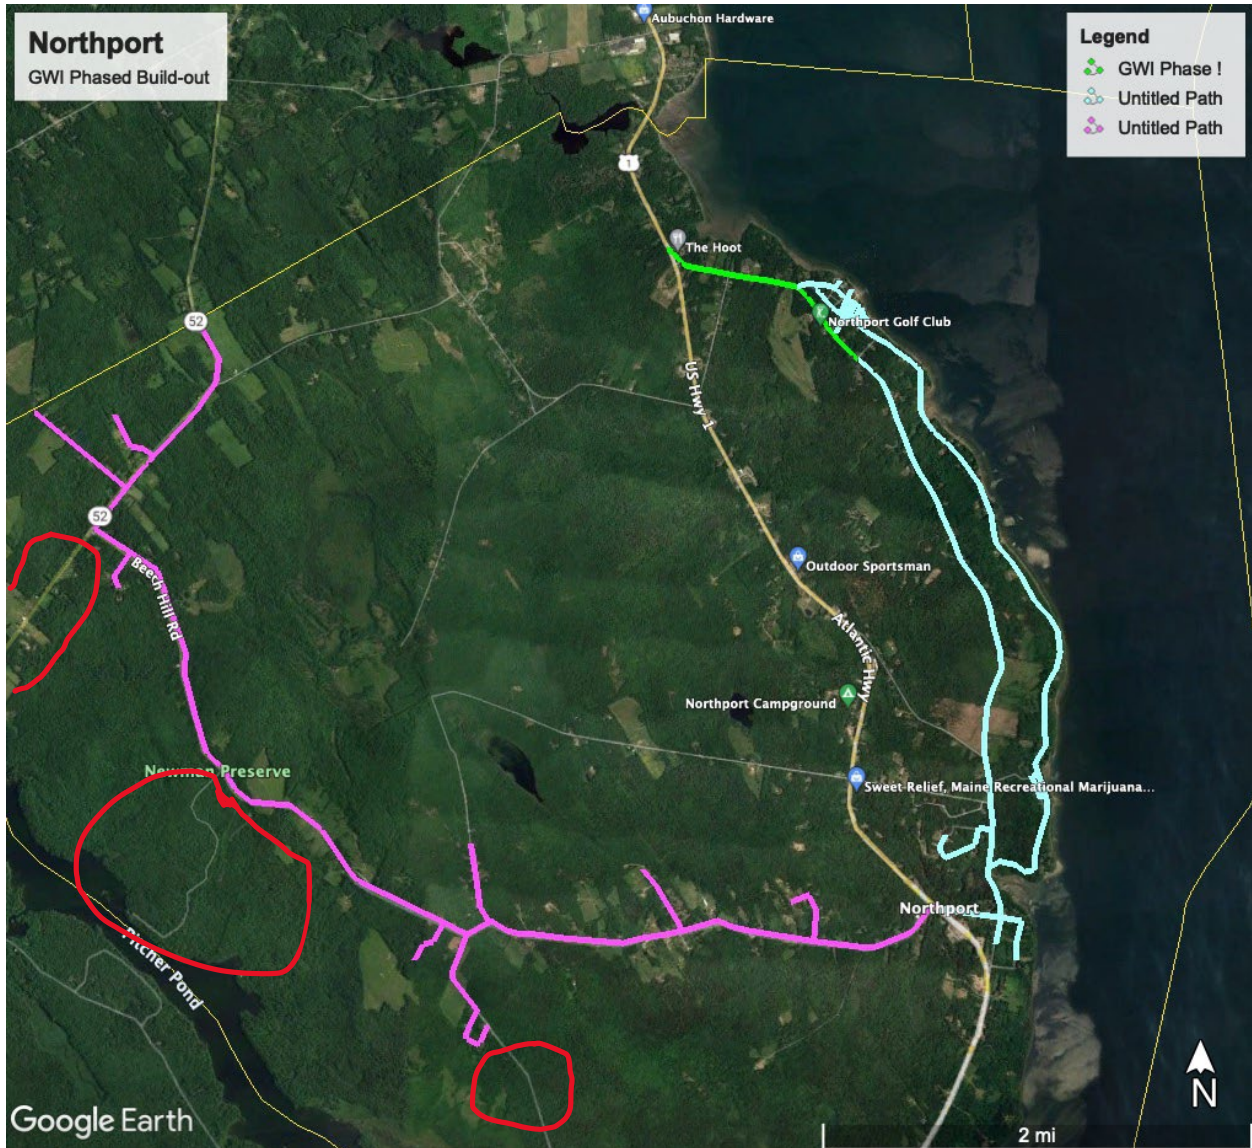 Northport
GWI Phased Build-out
Legend
GWI Phase !
Untitled Path
Untitled Path
Aubuchon Hardware
1
The Hoot
52
Northport Golf Club
US Hwy 1
52
Beech Hill Rd
Outdoor Sportsman
Atlantic Hwy
Northport Campground
Newman Preserve
Sweet Relief, Maine Recreational Marijuana...
Northport
Pitcher Pond
N
Google Earth
2 mi